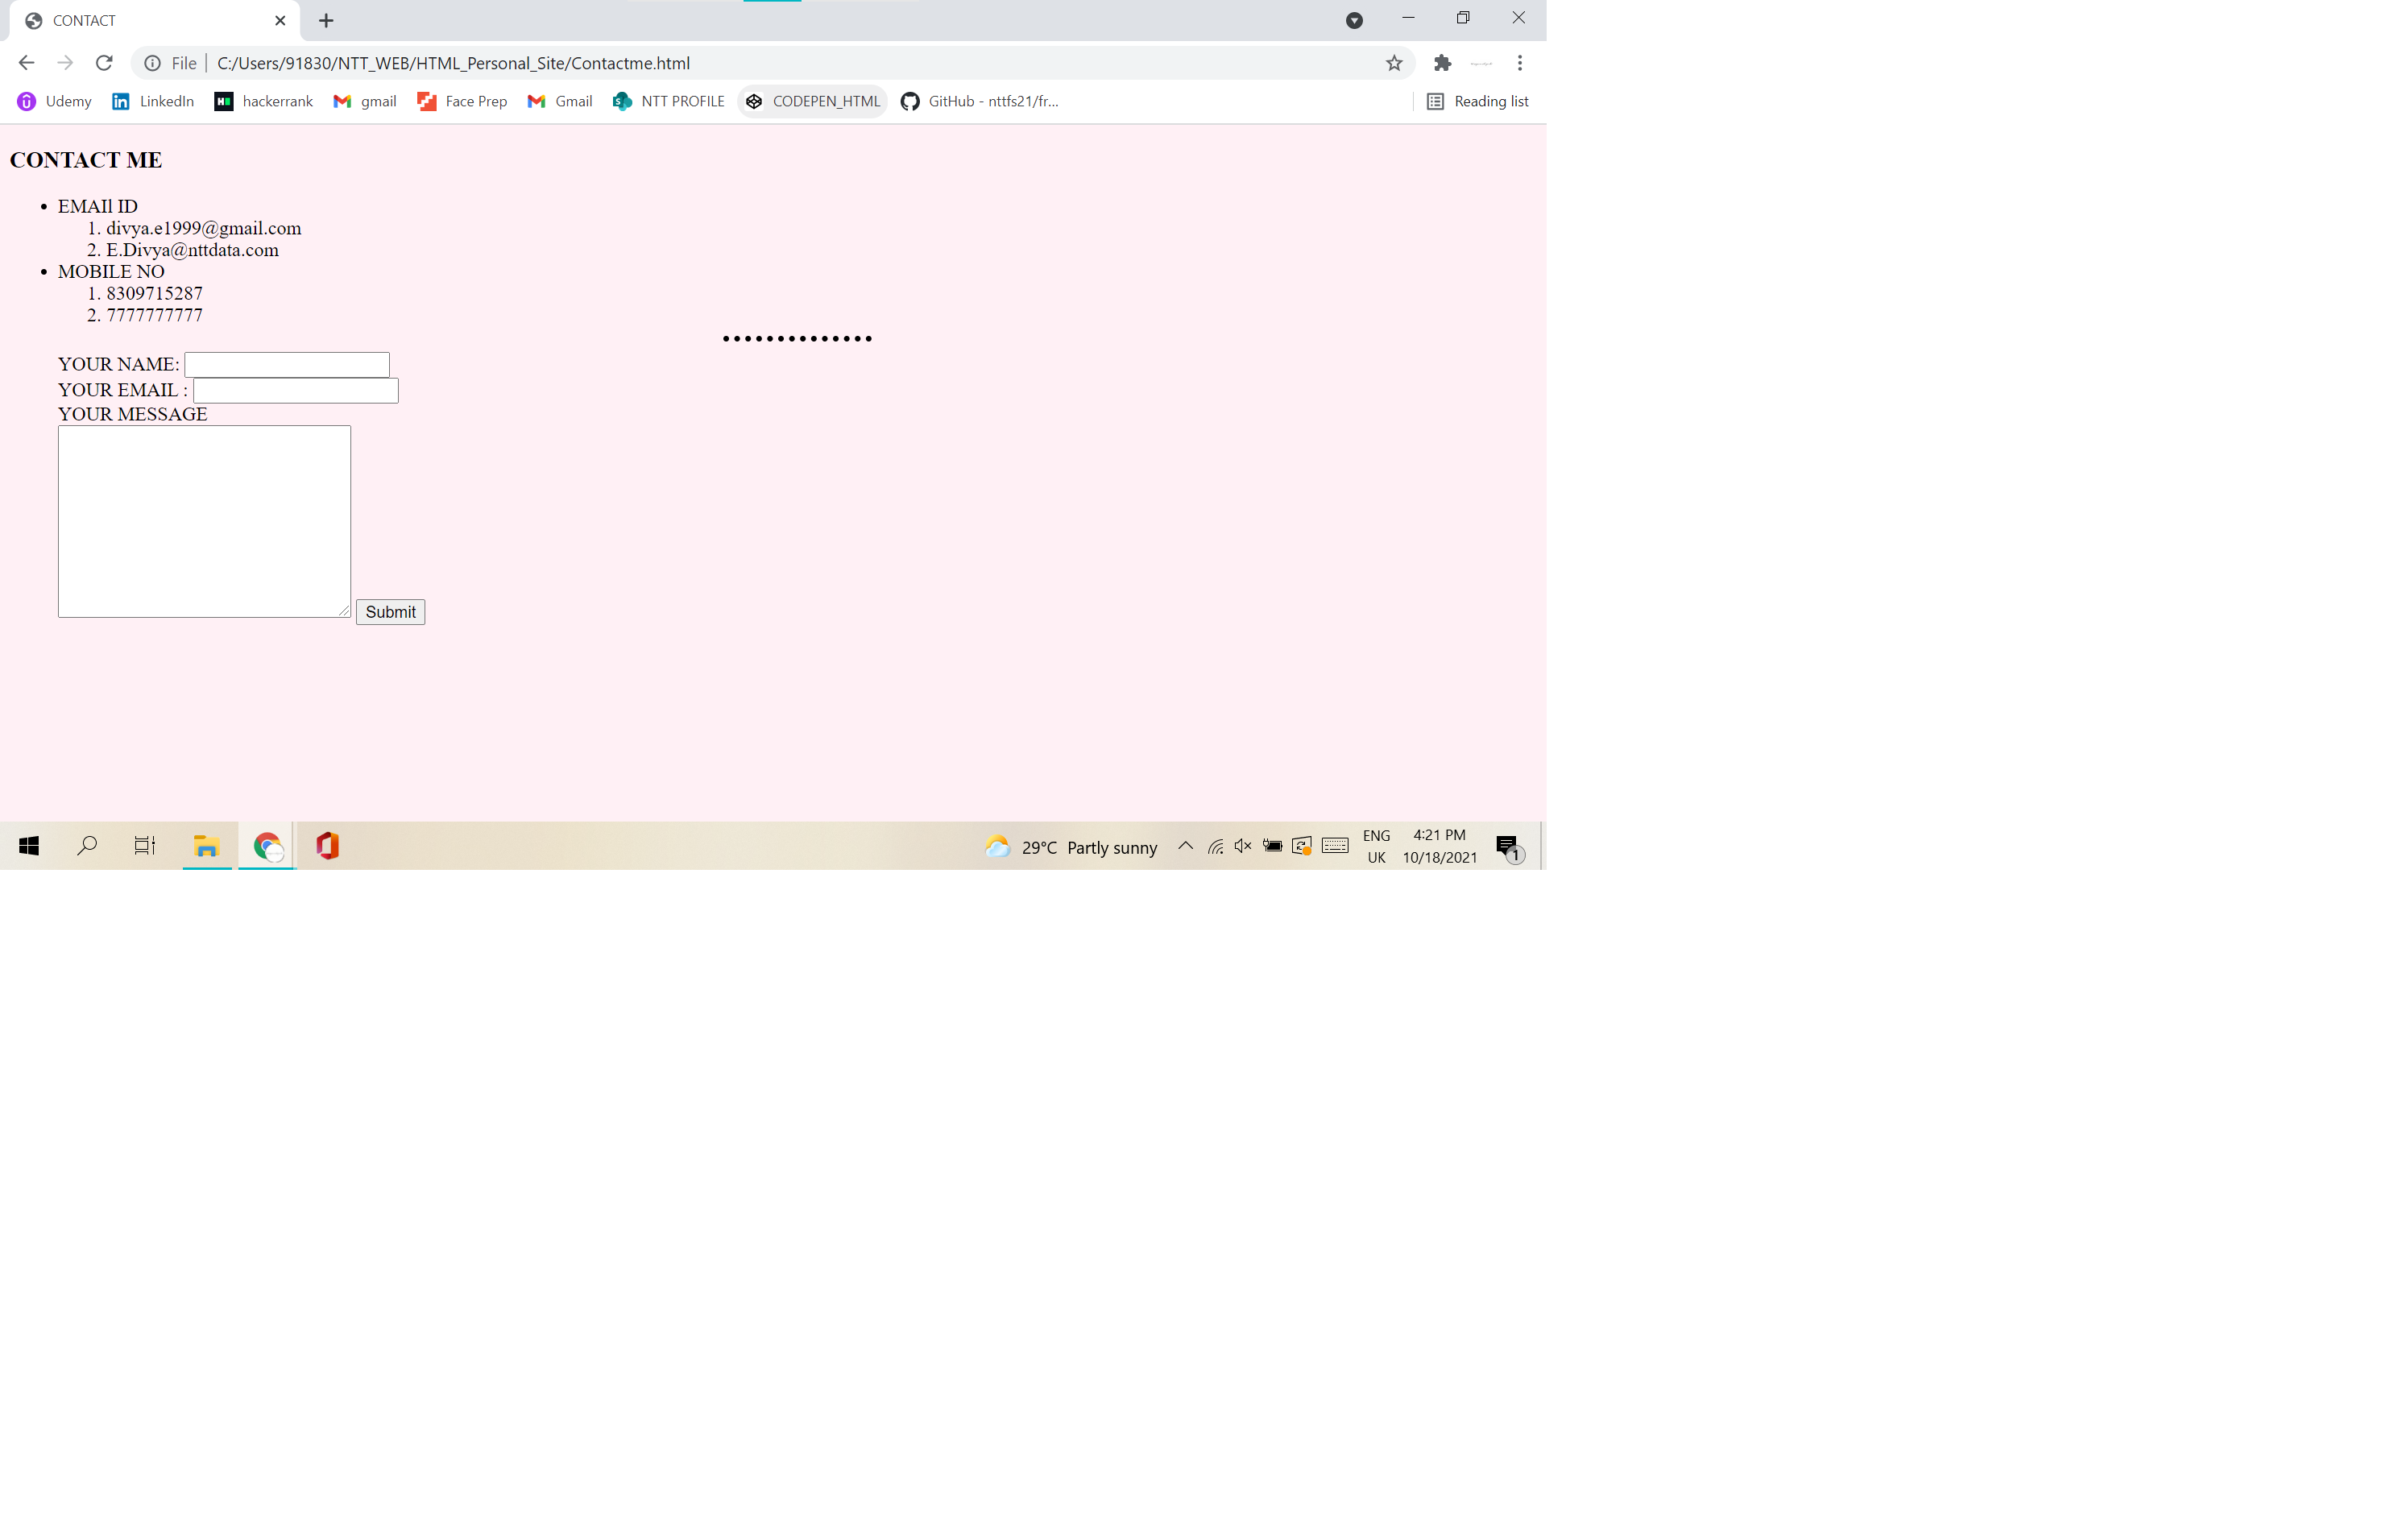 CONTACT
File C:/Users/91830/NTT_WEB/HTML_Personal_Site/Contactme.html
Udemy LinkedIn hackerrank gmail Face Prep Gmail NTT PROFILE CODEPEN_HTML GitHub - nttfs21/fr... Reading list
CONTACT ME
• EMAIl ID
1. divya.e1999@gmail.com
2. E.Divya@nttdata.com
• MOBILE NO
1. 8309715287
2. 7777777777
YOUR NAME:
YOUR EMAIL :
YOUR MESSAGE
Submit
29°C Partly sunny
ENG
UK
4:21 PM
10/18/2021
1